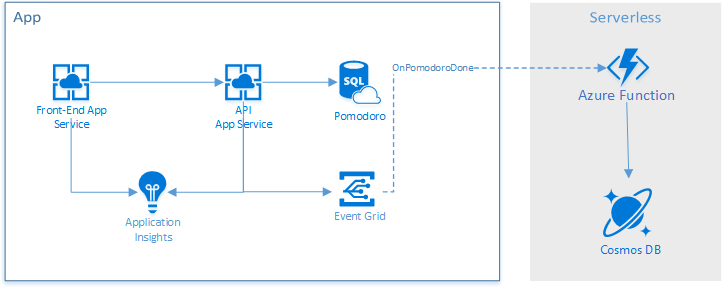 App
Serverless
SQL
OnPomodoroDone
Front-End App
Service
API
App Service
Pomodoro
Azure Function
Application
Insights
Event Grid
Cosmos DB